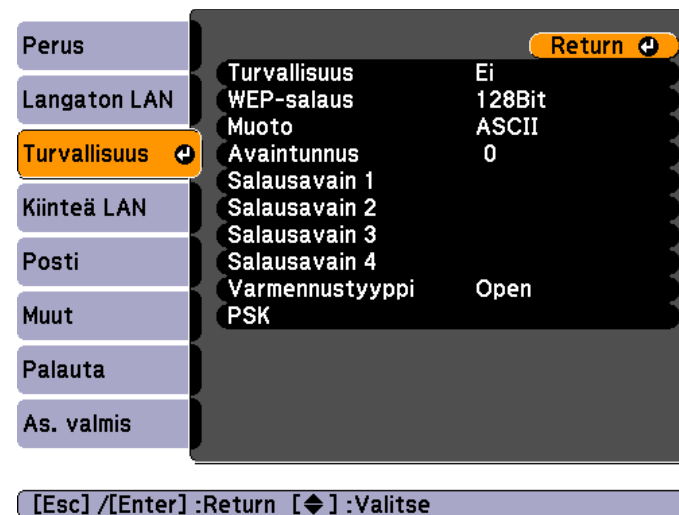 Perus
Return
Turvallisuus Ei
Langaton LAN
WEP-salaus 128Bit
Muoto ASCII
Turvallisuus
Avaintunnus 0
Salausavain 1
Kiinteä LAN
Salausavain 2
Salausavain 3
Posti
Salausavain 4
Varmennustyyppi Open
Muut
PSK
Palauta
As. valmis
[Esc] /[Enter] :Return [◆] :Valitse